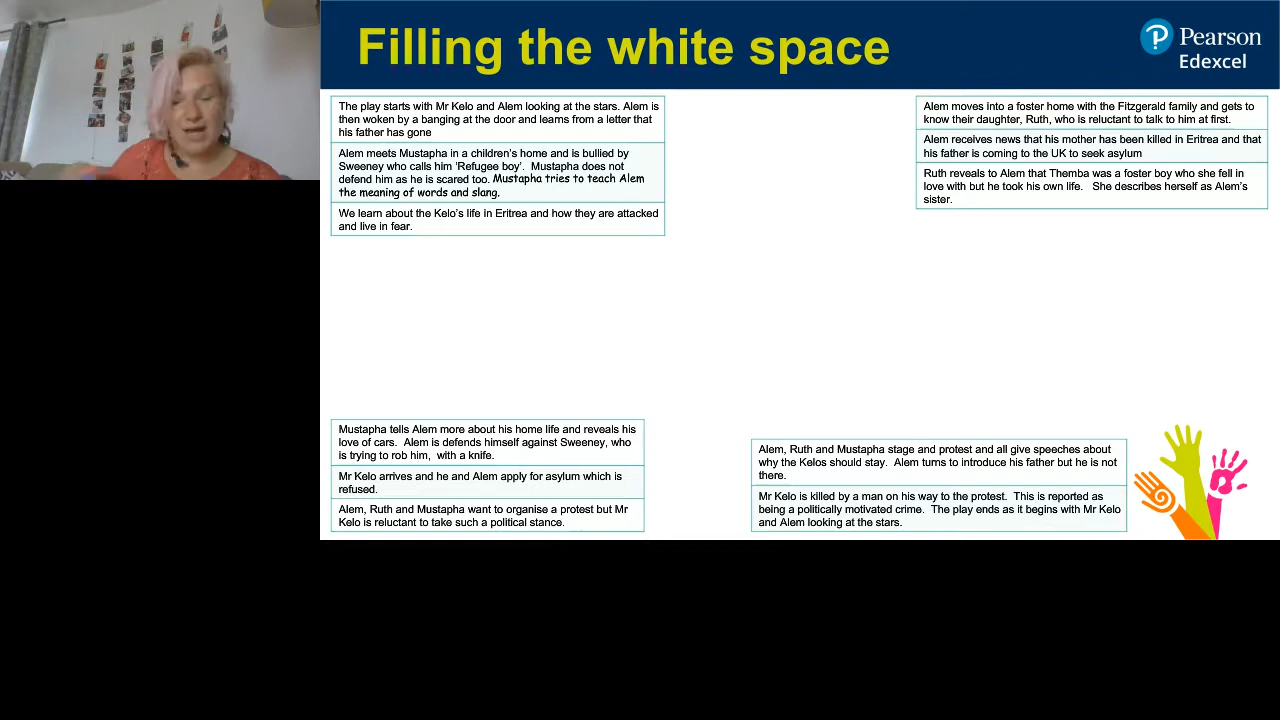 Filling the white space
Pearson
Edexcel
The play starts with Mr Kelo and Alem looking at the stars. Alem is
then woken by a banging at the door and learns from a letter that
his father has gone
Alem meets Mustapha in a children's home and is bullied by
Sweeney who calls him 'Refugee boy'. Mustapha does not
defend him as he is scared too. Mustapha tries to teach Alem
the meaning of words and slang.
We learn about the Kelo's life in Eritrea and how they are attacked
and live in fear.
Alem moves into a foster home with the Fitzgerald family and gets to
know their daughter, Ruth, who is reluctant to talk to him at first.
Alem receives news that his mother has been killed in Eritrea and that
his father is coming to the UK to seek asylum
Ruth reveals to Alem that Themba was a foster boy who she fell in
love with but he took his own life. She describes herself as Alem's
sister.
Mustapha tells Alem more about his home life and reveals his
love of cars. Alem is defends himself against Sweeney, who
is trying to rob him, with a knife.
Mr Kelo arrives and he and Alem apply for asylum which is
refused.
Alem, Ruth and Mustapha want to organise a protest but Mr
Kelo is reluctant to take such a political stance.
Alem, Ruth and Mustapha stage and protest and all give speeches about
why the Kelos should stay. Alem turns to introduce his father but he is not
there.
Mr Kelo is killed by a man on his way to the protest. This is reported as
being a politically motivated crime. The play ends as it begins with Mr Kelo
and Alem looking at the stars.